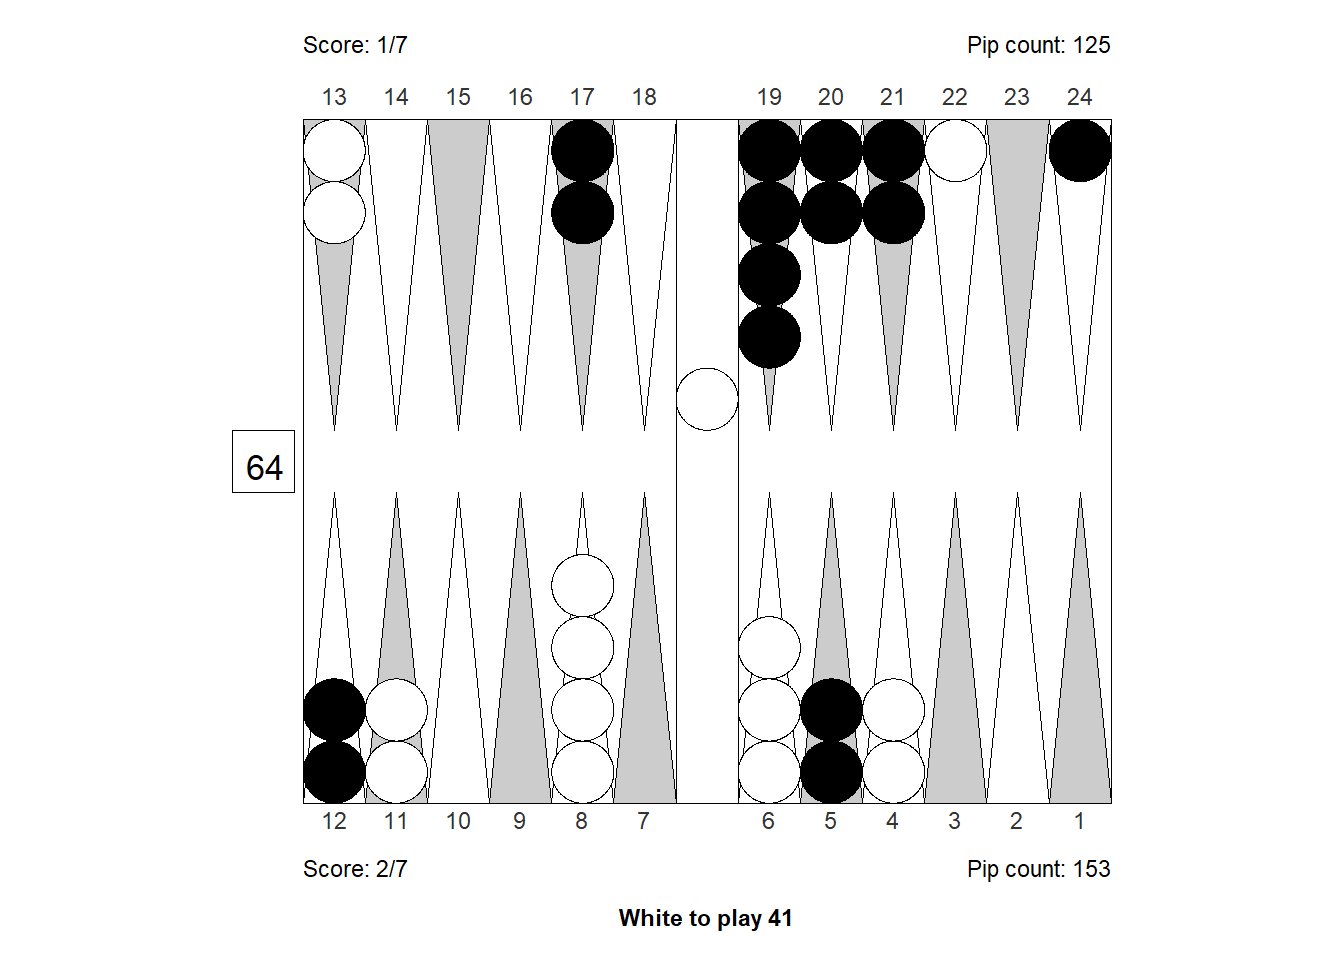 Score: 1/7 Pip count: 125
13 14 15 16 17 18 19 20 21 22 23 24
64
12 11 10 9 8 7 6 5 4 3 2 1
Score: 2/7 Pip count: 153
White to play 41